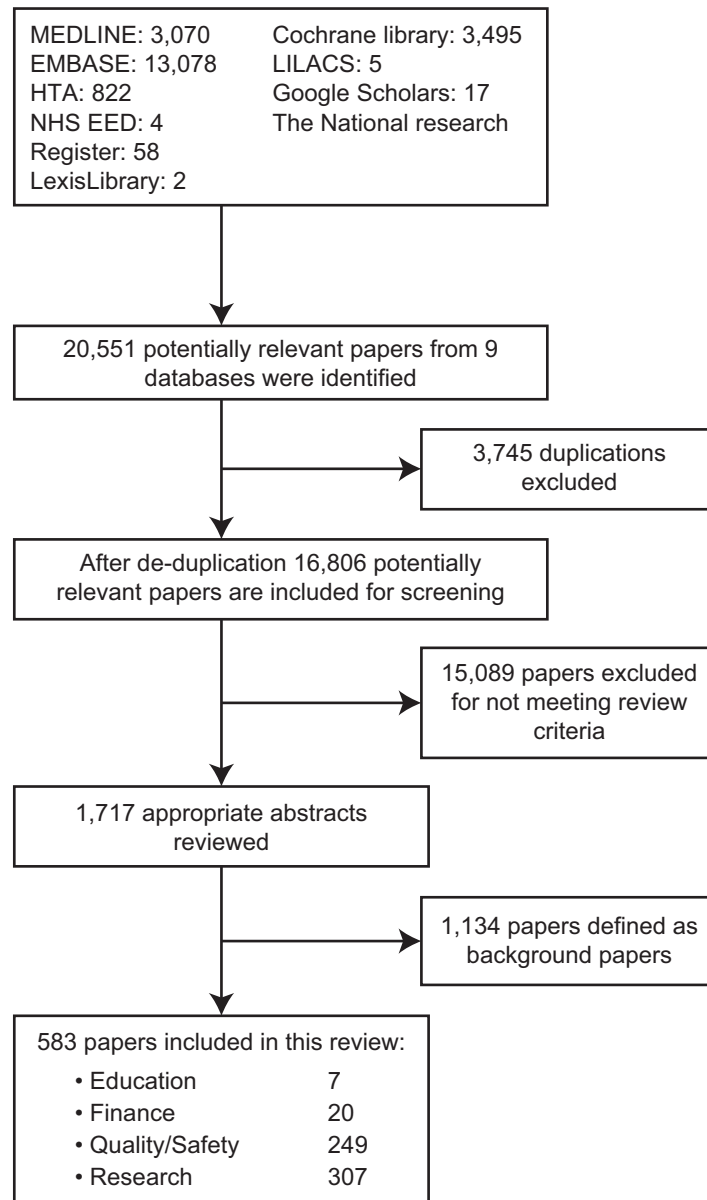 MEDLINE: 3,070
EMBASE: 13,078
HTA: 822
NHS EED: 4
Register: 58
LexisLibrary: 2
Cochrane library: 3,495
LILACS: 5
Google Scholars: 17
The National research
20,551 potentially relevant papers from 9
databases were identified
3,745 duplications
excluded
After de-duplication 16,806 potentially
relevant papers are included for screening
15,089 papers excluded
for not meeting review
criteria
1,717 appropriate abstracts
reviewed
1,134 papers defined as
background papers
583 papers included in this review:
• Education 7
• Finance 20
• Quality/Safety 249
• Research 307